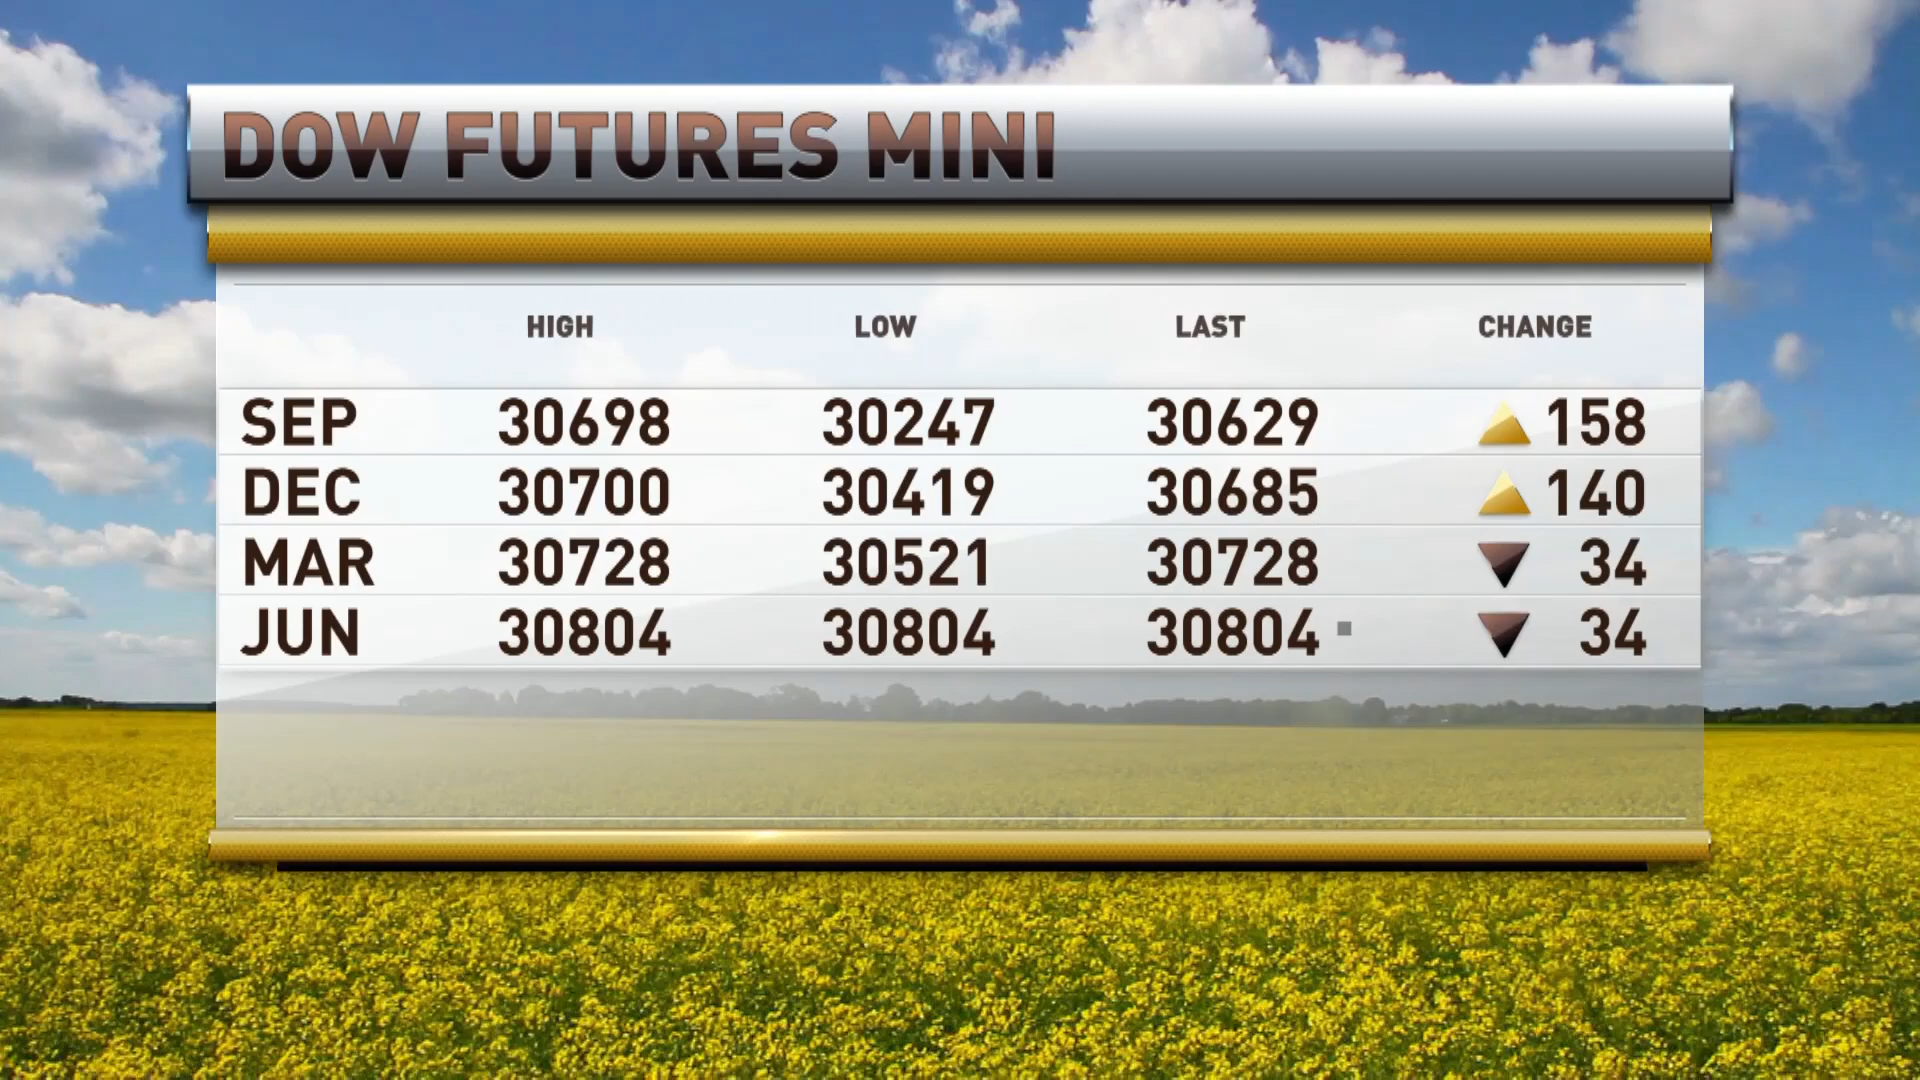 DOW FUTURES MINI
HIGH LOW LAST CHANGE
SEP 30698 30247 30629 ▲ 158
DEC 30700 30419 30685 ▲ 140
MAR 30728 30521 30728 ▼ 34
JUN 30804 30804 30804 ▪ ▼ 34